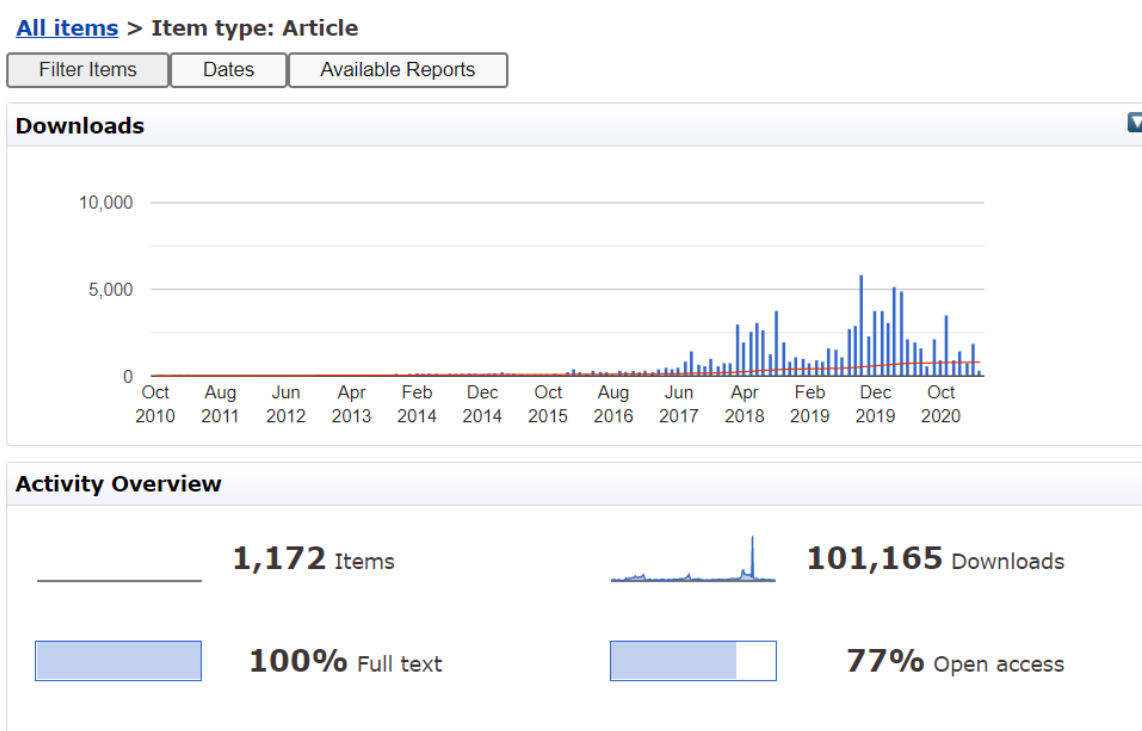 All items > Item type: Article
Filter Items Dates Available Reports
Downloads
10,000
5,000
0
Oct Aug Jun Apr Feb Dec Oct Aug Jun Apr Feb Dec Oct
2010 2011 2012 2013 2014 2014 2015 2016 2017 2018 2019 2019 2020
Activity Overview
1,172 Items 101,165 Downloads
100% Full text 77% Open access